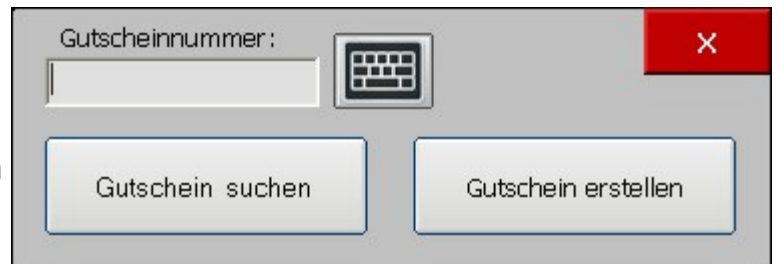 Gutscheinnummer:
X
Gutschein suchen
Gutschein erstellen